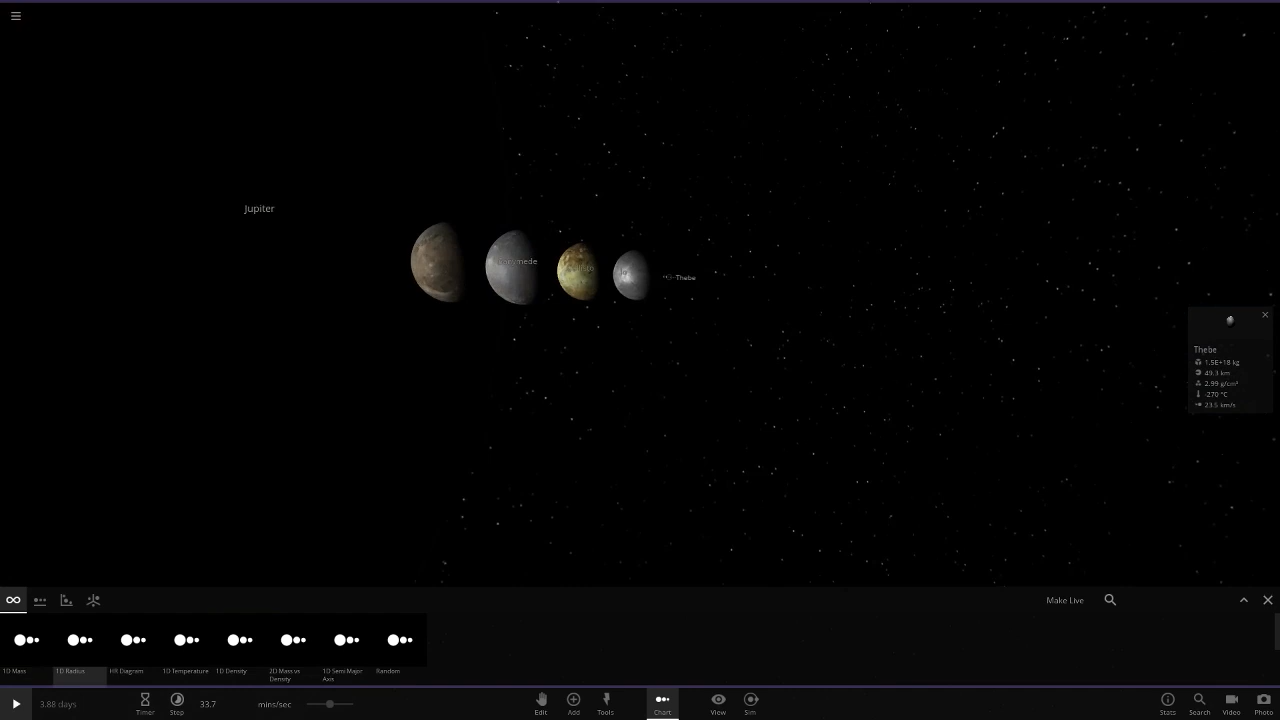 Jupiter
Thebe
Thebe
1.5E+18 kg
49.3 km
2.99 g/cm³
-270 °C
23.5 km/s
Make Live
1D Mass
1D Radius
HR Diagram
1D Temperature
1D Density
2D Mass vs Density
1D Semi Major Axis
Random
3.88 days
Timer
Step
33.7
mins/sec
Edit
Add
Tools
Chart
View
Sim
Stats
Search
Video
Photo